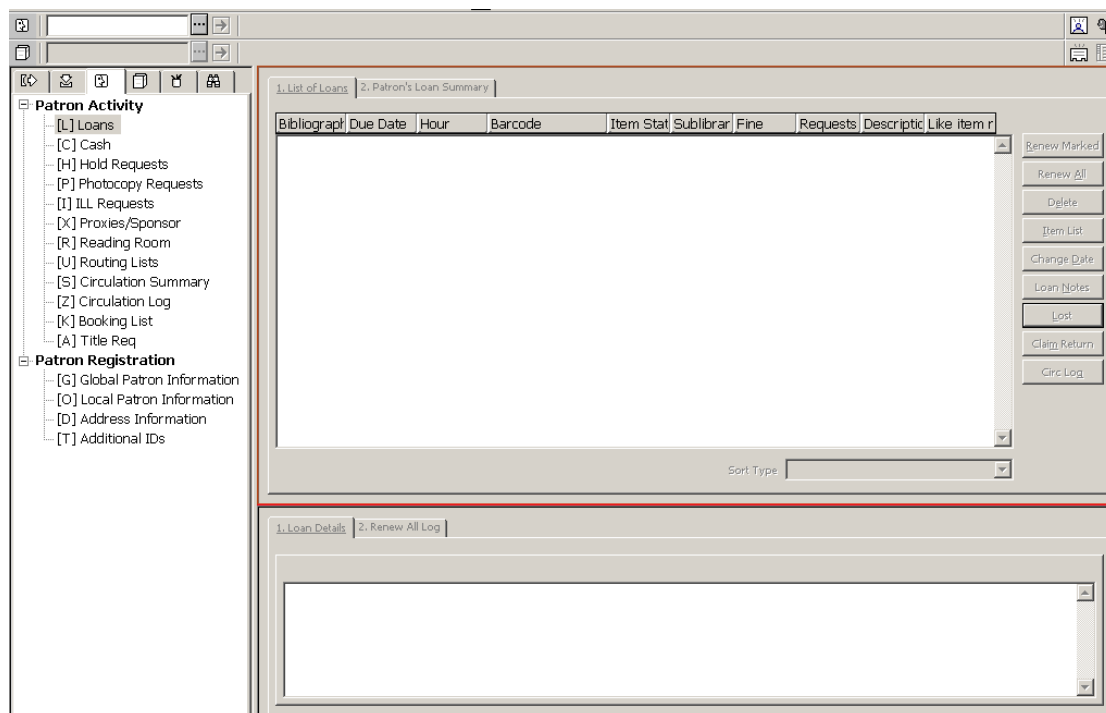 Patron Activity
[L] Loans
[C] Cash
[H] Hold Requests
[P] Photocopy Requests
[I] ILL Requests
[X] Proxies/Sponsor
[R] Reading Room
[U] Routing Lists
[S] Circulation Summary
[Z] Circulation Log
[K] Booking List
[A] Title Req
Patron Registration
[G] Global Patron Information
[O] Local Patron Information
[D] Address Information
[T] Additional IDs
1. List of Loans 2. Patron's Loan Summary
Bibliograph Due Date Hour Barcode Item Stat Sublibrar Fine Requests Descriptic Like item r
Renew Marked
Renew All
Delete
Item List
Change Date
Loan Notes
Lost
Claim Return
Circ Log
Sort Type
1. Loan Details 2. Renew All Log